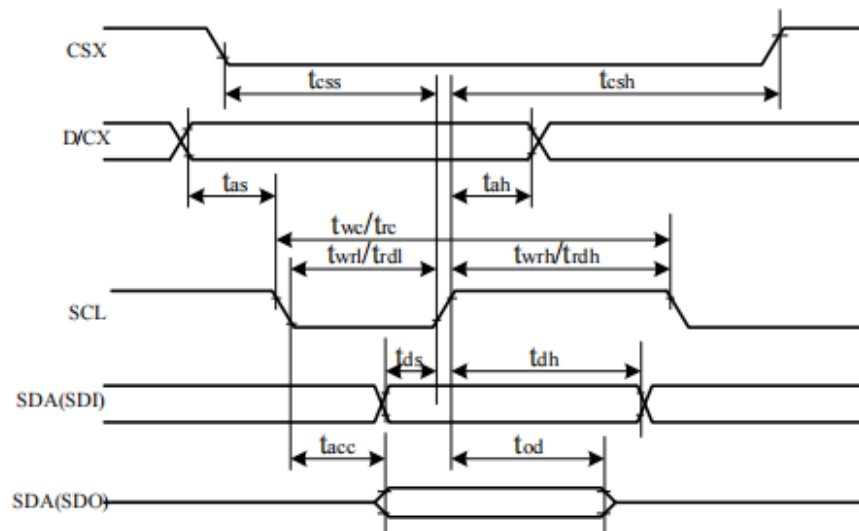 CSX
tcss
tcsh
D/CX
tas
tah
twc/trc
twrl/trdl
twrh/trdh
SCL
tds
tdh
SDA(SDI)
tacc
tod
SDA(SDO)